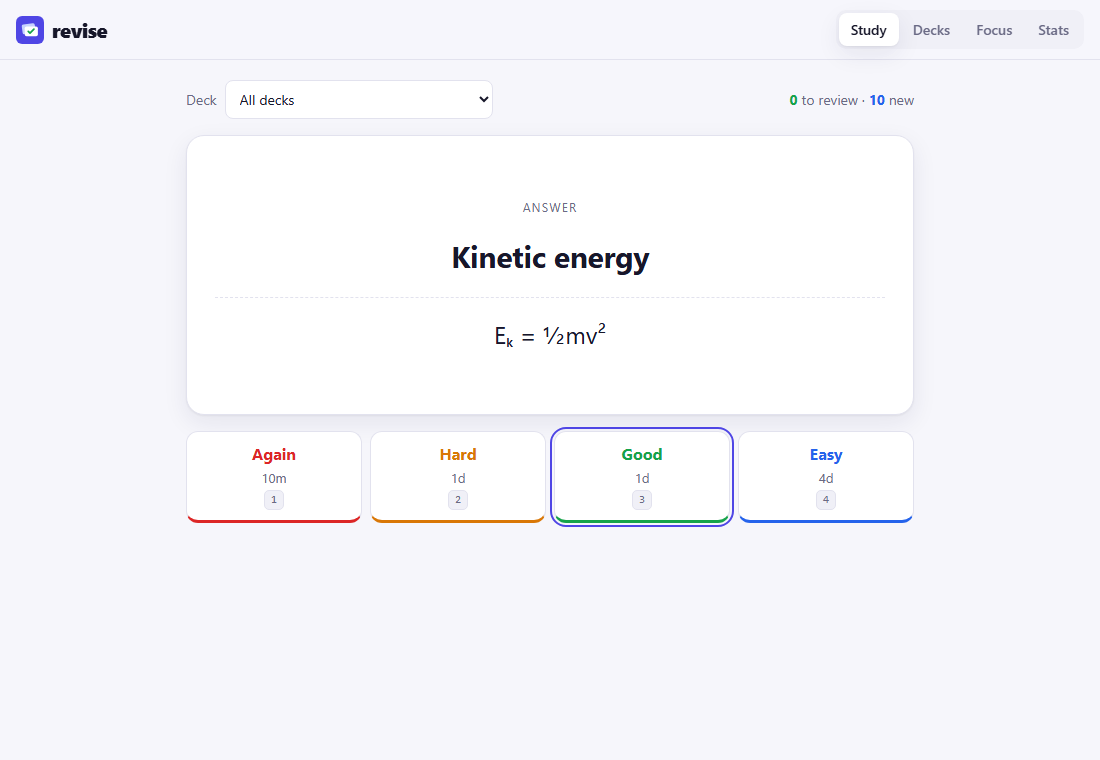 revise
Study Decks Focus Stats
Deck All decks 0 to review · 10 new
ANSWER
Kinetic energy
Eₖ = ½mv²
Again Hard Good Easy
10m 1d 1d 4d
1 2 3 4